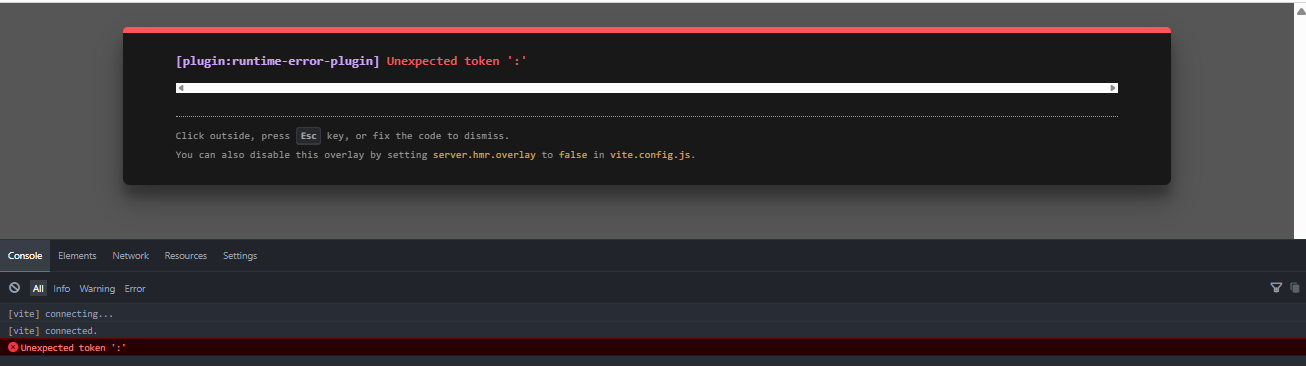 [plugin:runtime-error-plugin] Unexpected token ':'
Click outside, press Esc key, or fix the code to dismiss.
You can also disable this overlay by setting server.hmr.overlay to false in vite.config.js.
Console Elements Network Resources Settings
All Info Warning Error
[vite] connecting...
[vite] connected.
Unexpected token ':'